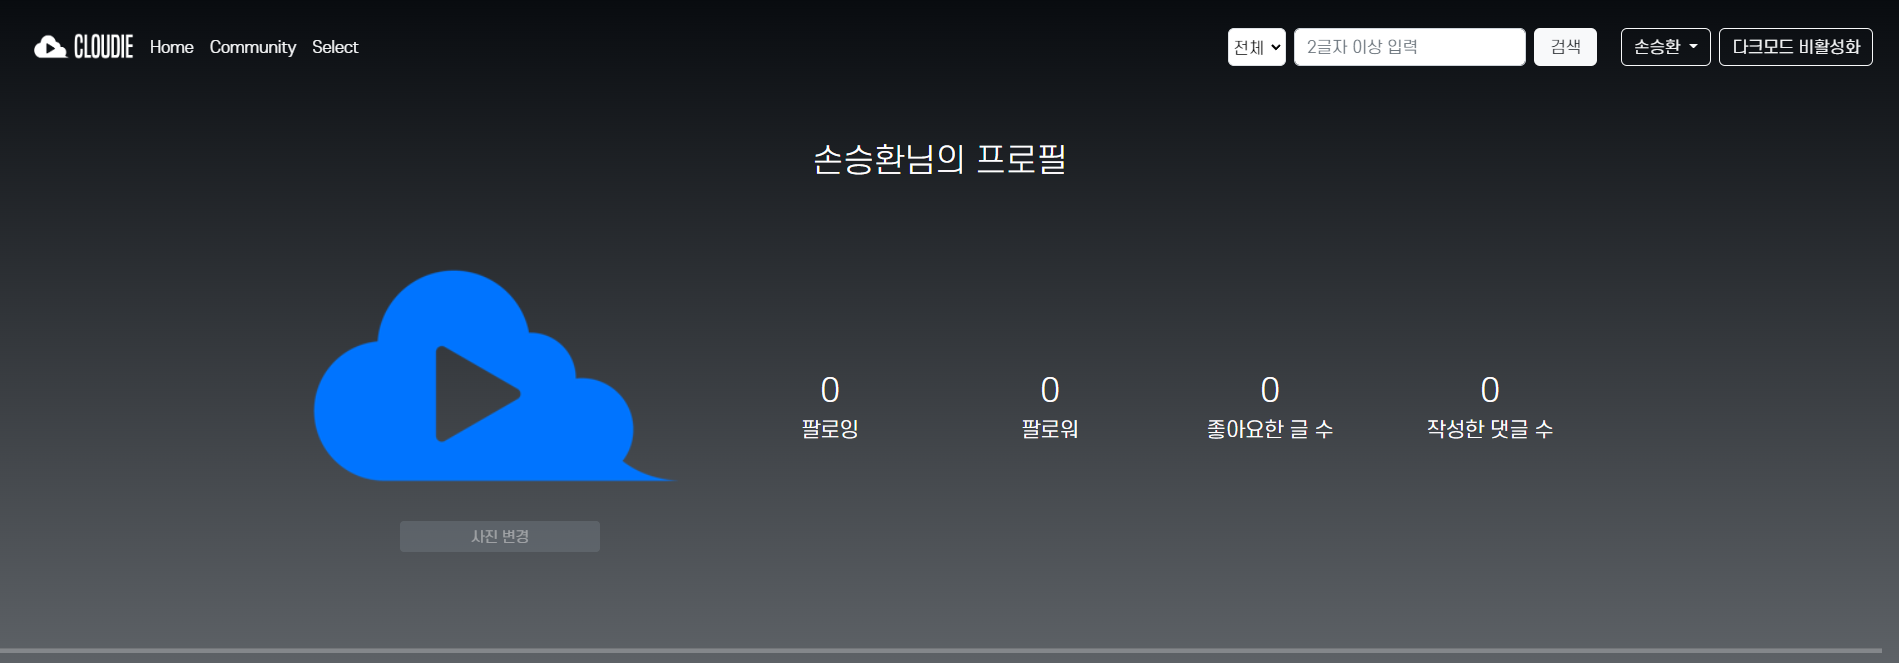 CLOUDIE Home Community Select 전체 2글자 이상 입력 검색 손승환 다크모드 비활성화
손승환님의 프로필
0 0 0 0
팔로잉 팔로워 좋아요한 글 수 작성한 댓글 수
사진 변경